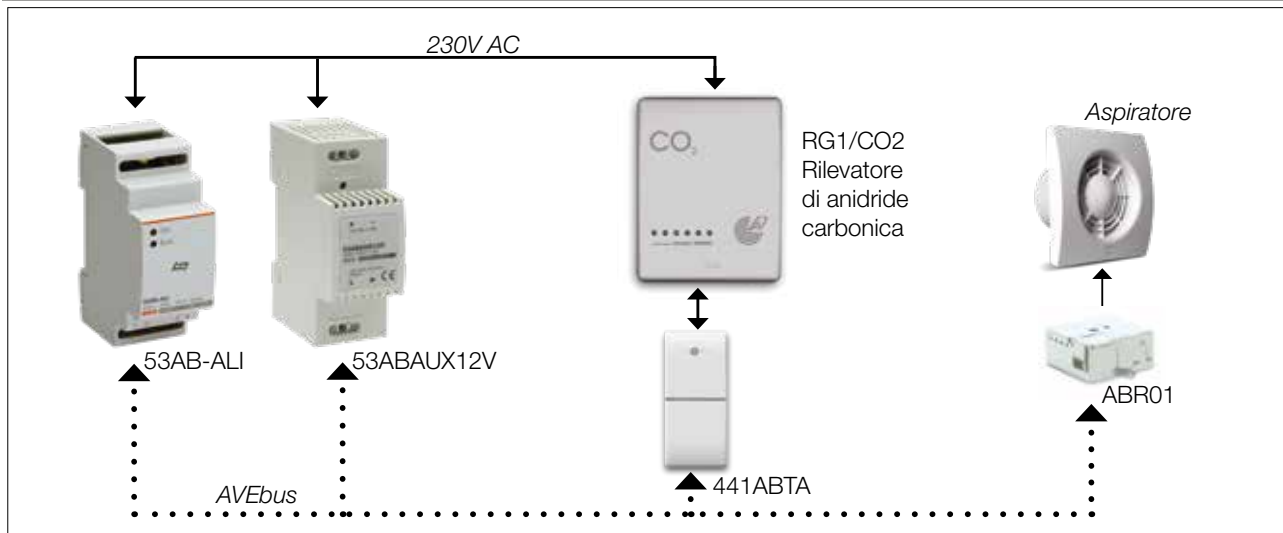 230V AC
Aspiratore
CO2
RG1/CO2
Rilevatore
di anidride
carbonica
53AB-ALI
53ABAUX12V
ABR01
441ABTA
AVEbus